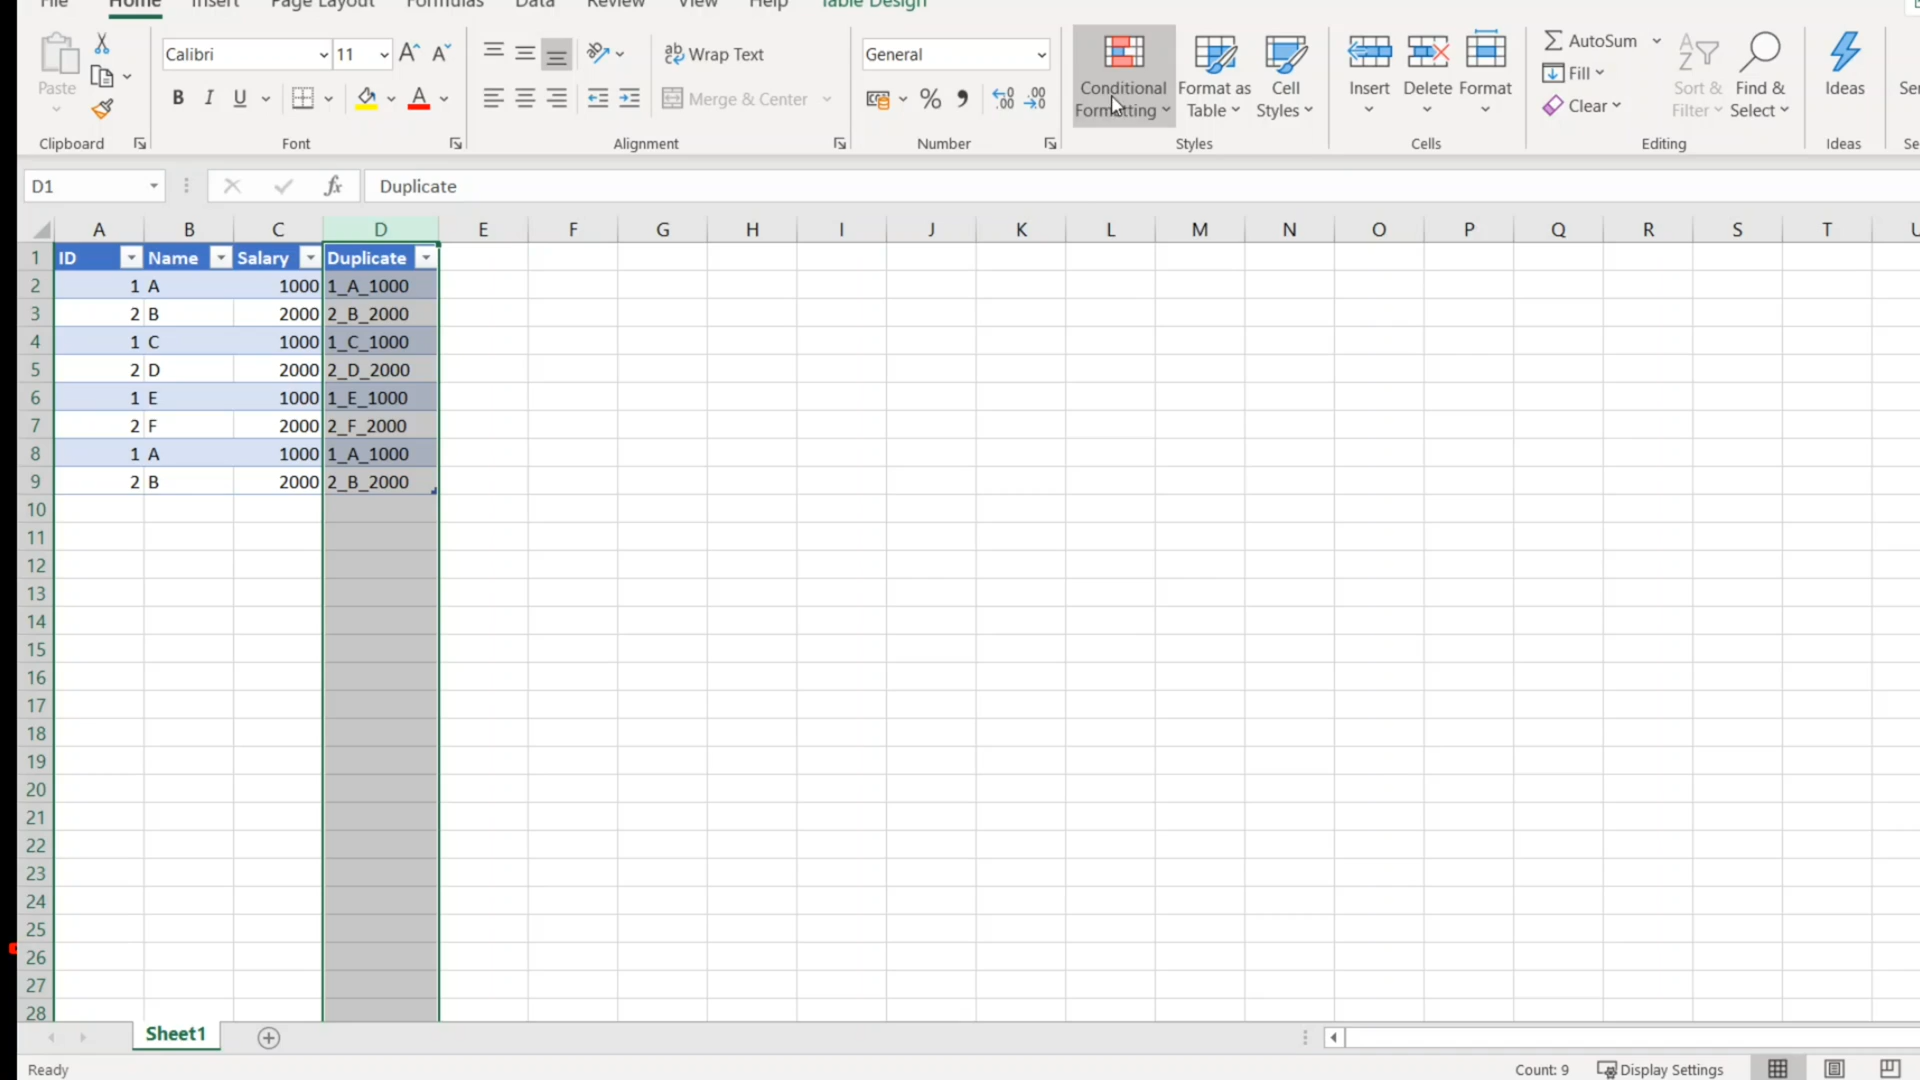 File Home Insert Page Layout Formulas Data Review View Help Table Design
Calibri 11 Wrap Text General AutoSum
Paste Conditional Formatting Format as Table Cell Styles Insert Delete Format Fill Sort & Filter Find & Select Ideas
B I U Merge & Center % Clear
Clipboard Font Alignment Number Styles Cells Editing Ideas
D1 fx Duplicate
A B C D E F G H I J K L M N O P Q R S T U
1 ID Name Salary Duplicate
2 1 A 1000 1_A_1000
3 2 B 2000 2_B_2000
4 1 C 1000 1_C_1000
5 2 D 2000 2_D_2000
6 1 E 1000 1_E_1000
7 2 F 2000 2_F_2000
8 1 A 1000 1_A_1000
9 2 B 2000 2_B_2000
10
11
12
13
14
15
16
17
18
19
20
21
22
23
24
25
26
27
28
Sheet1
Ready Count: 9 Display Settings